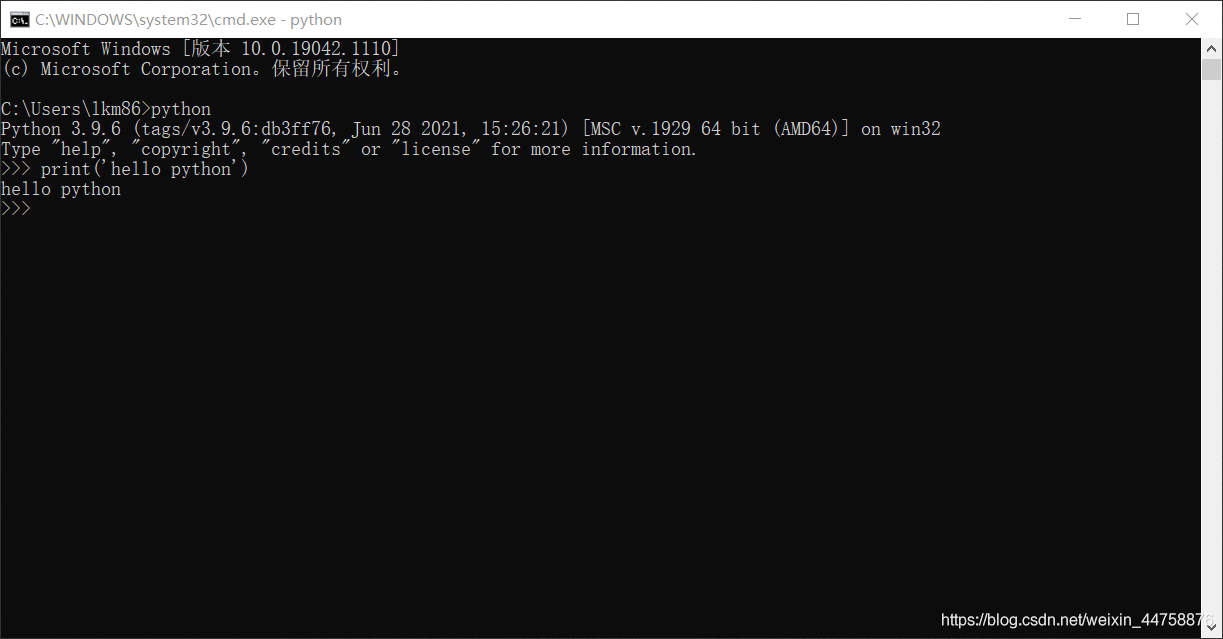 C:\WINDOWS\system32\cmd.exe - python
Microsoft Windows [版本 10.0.19042.1110]
(c) Microsoft Corporation。保留所有权利。
C:\Users\lkm86>python
Python 3.9.6 (tags/v3.9.6:db3ff76, Jun 28 2021, 15:26:21) [MSC v.1929 64 bit (AMD64)] on win32
Type "help", "copyright", "credits" or "license" for more information.
>>> print('hello python')
hello python
>>>
https://blog.csdn.net/weixin_44758876